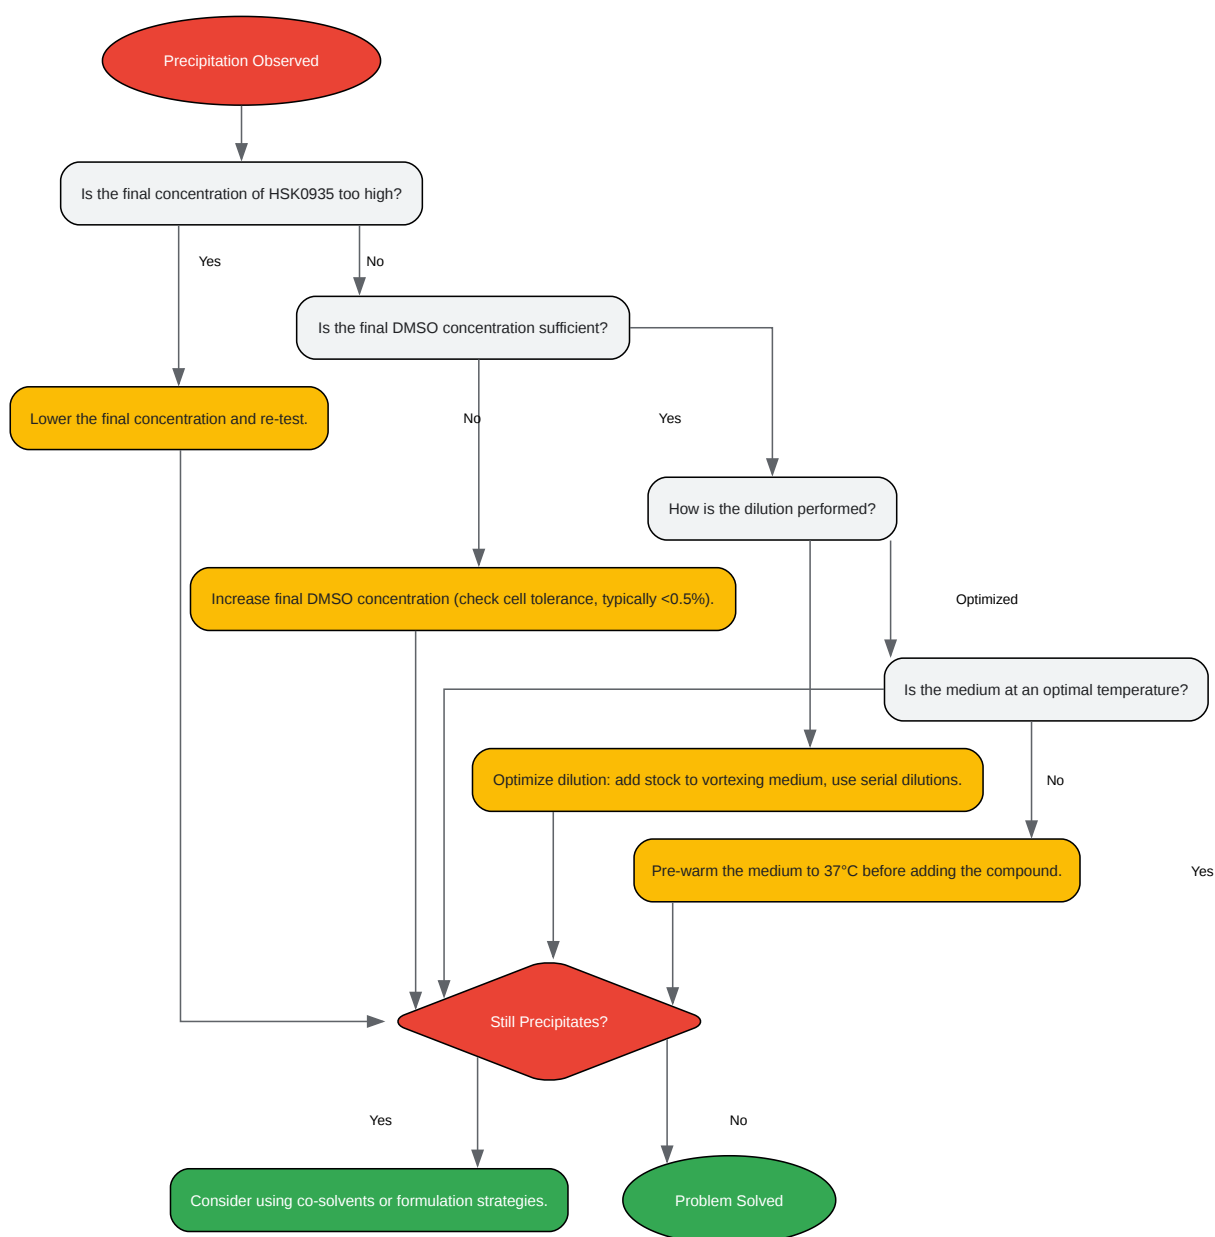 Precipitation Observed
Is the final concentration of HSK0935 too high?
Yes
No
Is the final DMSO concentration sufficient?
Lower the final concentration and re-test.
No
Yes
How is the dilution performed?
Increase final DMSO concentration (check cell tolerance, typically <0.5%).
Optimized
Is the medium at an optimal temperature?
Optimize dilution: add stock to vortexing medium, use serial dilutions.
No
Pre-warm the medium to 37°C before adding the compound.
Yes
Still Precipitates?
Yes
No
Consider using co-solvents or formulation strategies.
Problem Solved